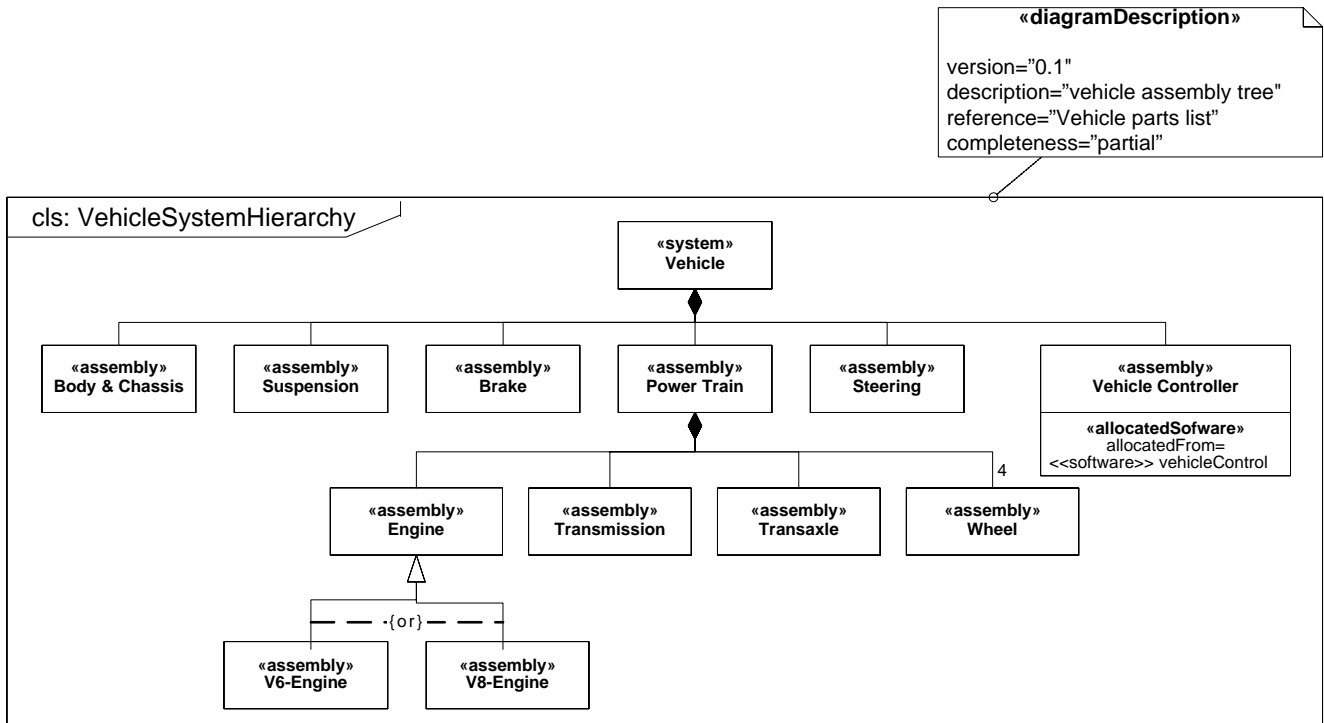 «diagramDescription»
version=”0.1"
description=”vehicle assembly tree"
reference=”Vehicle parts list”
completeness=”partial”
cls: VehicleSystemHierarchy
«system»
Vehicle
«assembly»
Body & Chassis
«assembly»
Suspension
«assembly»
Brake
«assembly»
Power Train
«assembly»
Steering
«assembly»
Vehicle Controller
«allocatedSofware»
allocatedFrom=
<<software>> vehicleControl
4
«assembly»
Engine
«assembly»
Transmission
«assembly»
Transaxle
«assembly»
Wheel
{or}
«assembly»
V6-Engine
«assembly»
V8-Engine